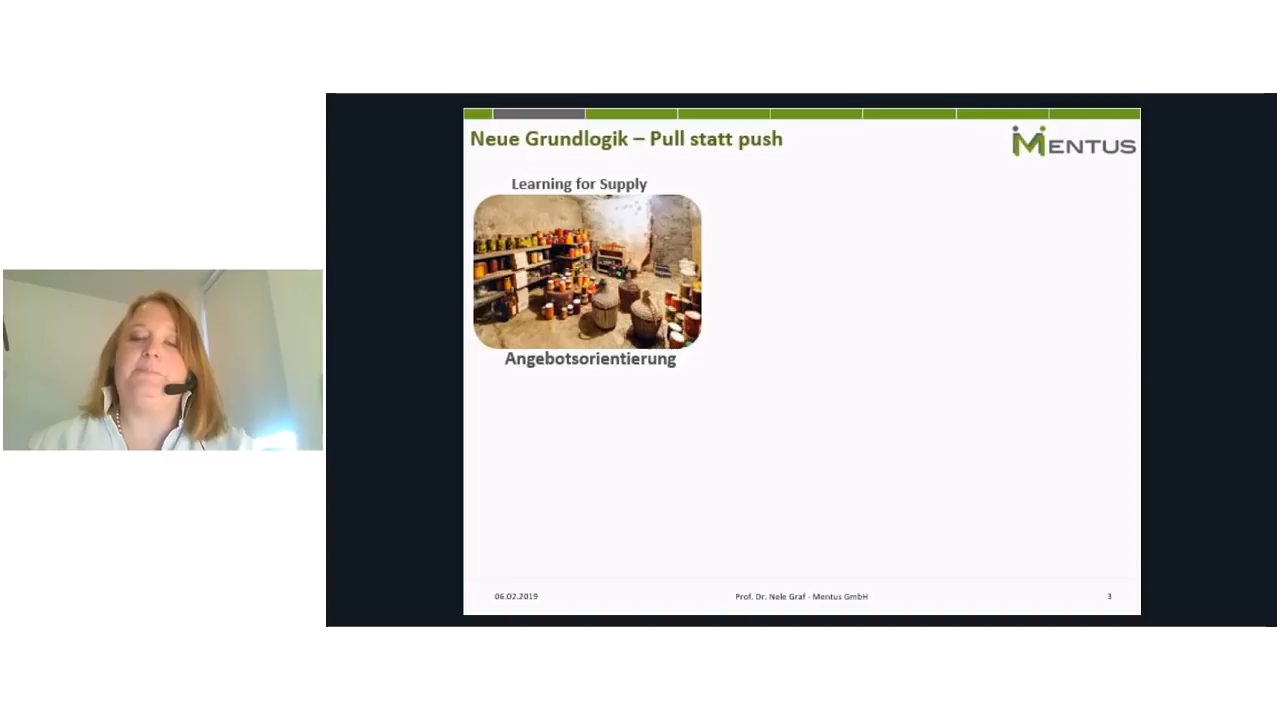 Neue Grundlogik – Pull statt push
MENTUS
Learning for Supply
Angebotsorientierung
06.02.2019
Prof. Dr. Nele Graf - Mentus GmbH
3